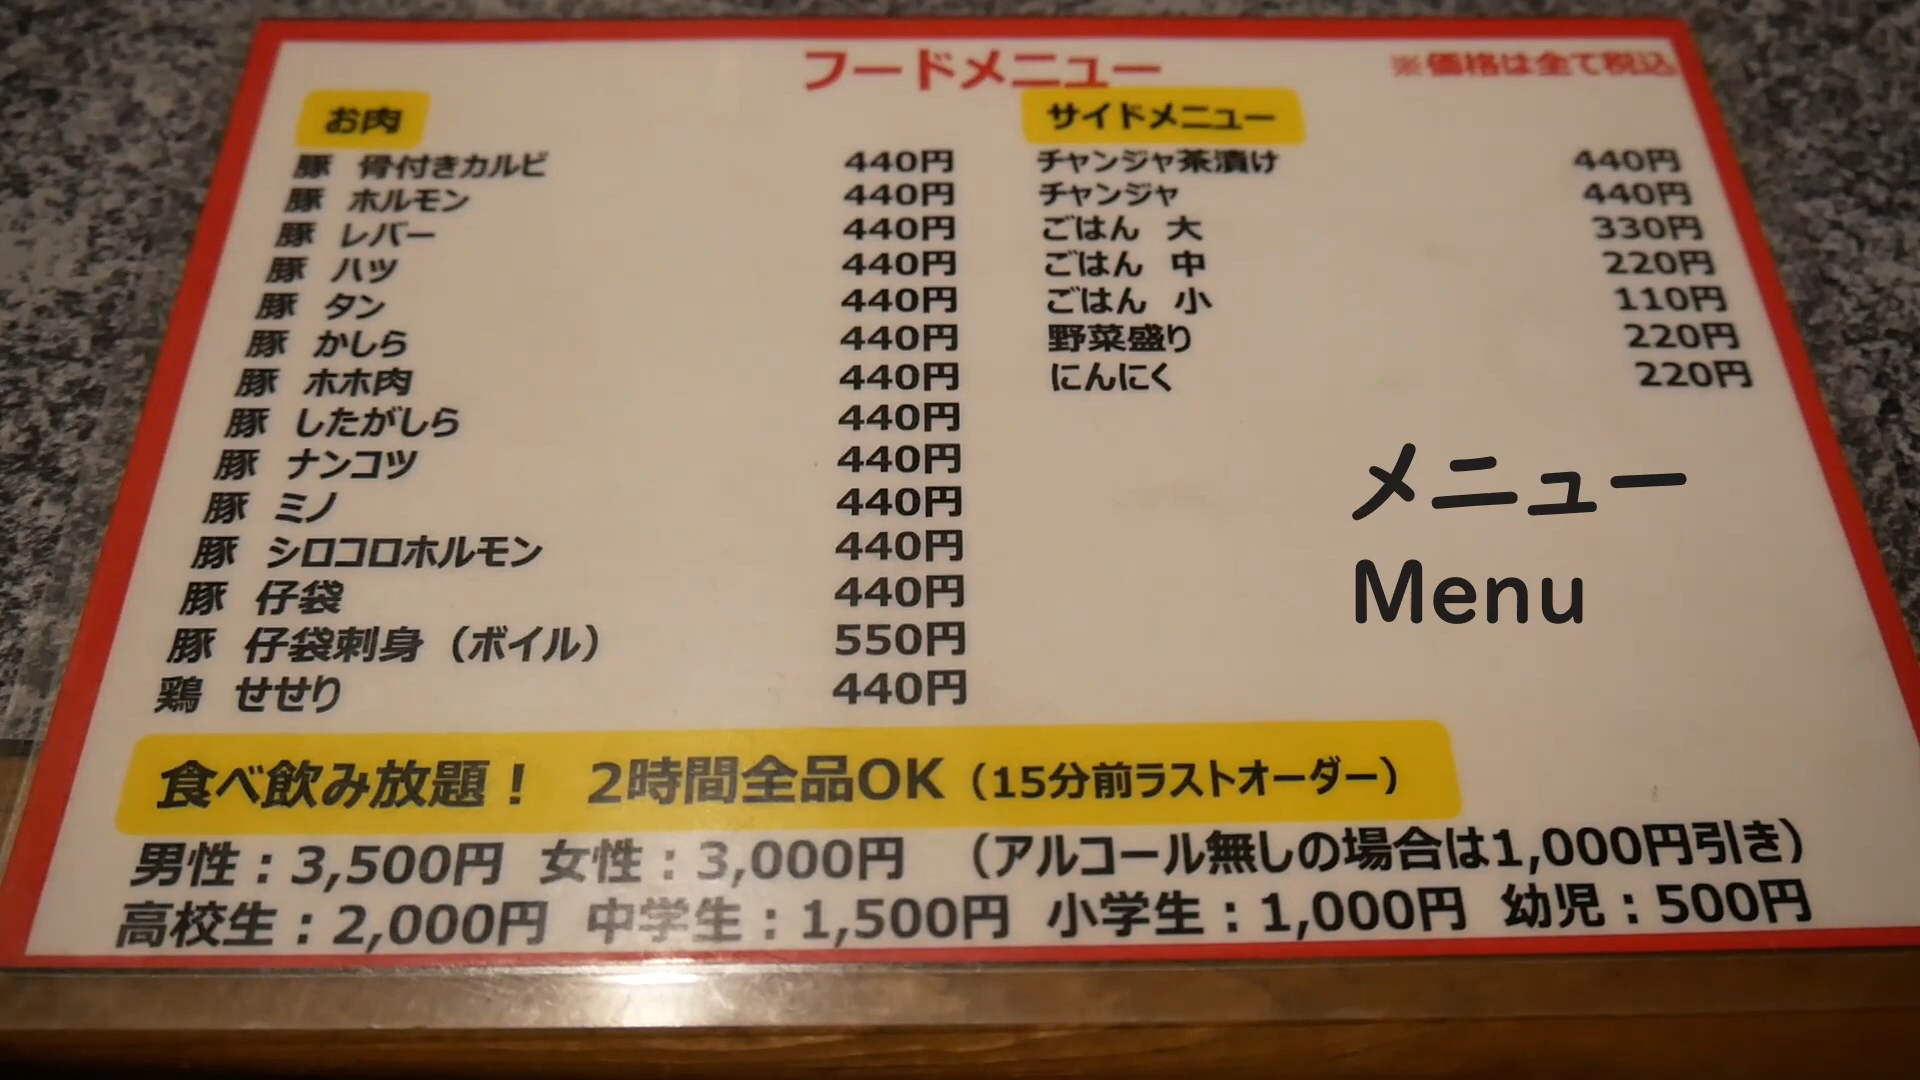 フードメニュー
※価格は全て税込
お肉
豚 骨付きカルビ 440円
豚 ホルモン 440円
豚 レバー 440円
豚 ハツ 440円
豚 タン 440円
豚 かしら 440円
豚 ホホ肉 440円
豚 したがしら 440円
豚 ナンコツ 440円
豚 ミノ 440円
豚 シロコロホルモン 440円
豚 仔袋 440円
豚 仔袋刺身（ボイル） 550円
鶏 せせり 440円
サイドメニュー
チャンジャ茶漬け 440円
チャンジャ 440円
ごはん 大 330円
ごはん 中 220円
ごはん 小 110円
野菜盛り 220円
にんにく 220円
メニュー
Menu
食べ飲み放題！ 2時間全品OK（15分前ラストオーダー）
男性：3,500円 女性：3,000円 （アルコール無しの場合は1,000円引き）
高校生：2,000円 中学生：1,500円 小学生：1,000円 幼児：500円